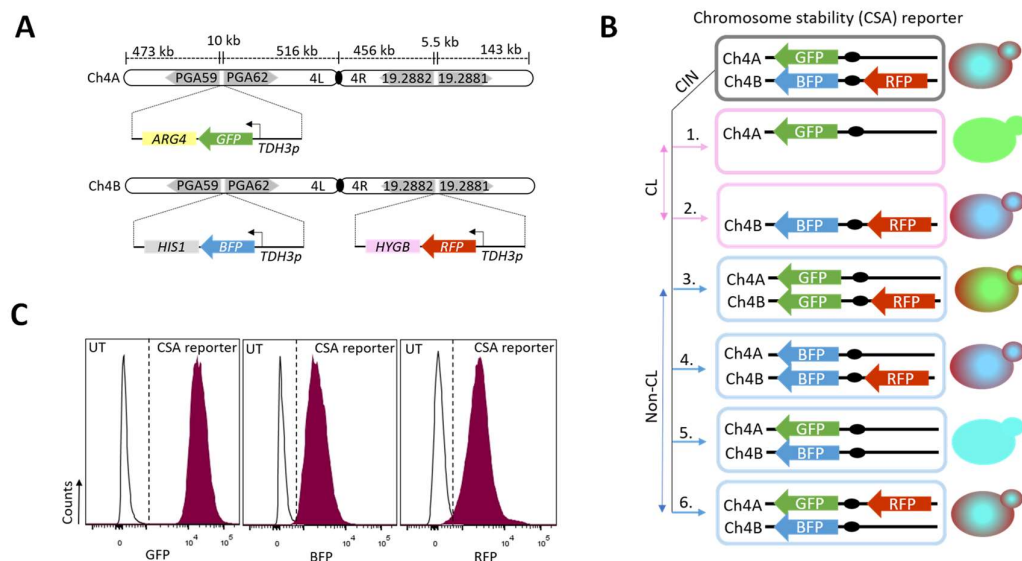 A
473 kb 10 kb 516 kb 456 kb 5.5 kb 143 kb
Ch4A PGA59 PGA62 4L 4R 19.2882 19.2881
ARG4 GFP TDH3p
Ch4B PGA59 PGA62 4L 4R 19.2882 19.2881
HIS1 BFP TDH3p HYGB RFP TDH3p
B
Chromosome stability (CSA) reporter
CIN
Ch4A GFP
Ch4B BFP RFP
CL
1.
Ch4A GFP
2.
Ch4B BFP RFP
Non-CL
3.
Ch4A GFP
Ch4B GFP RFP
4.
Ch4A BFP
Ch4B BFP RFP
5.
Ch4A GFP
Ch4B BFP
6.
Ch4A GFP RFP
Ch4B BFP
C
UT CSA reporter UT CSA reporter UT CSA reporter
Counts
0 10⁴ 10⁵ 0 10⁴ 10⁵ 0 10⁴ 10⁵
GFP BFP RFP